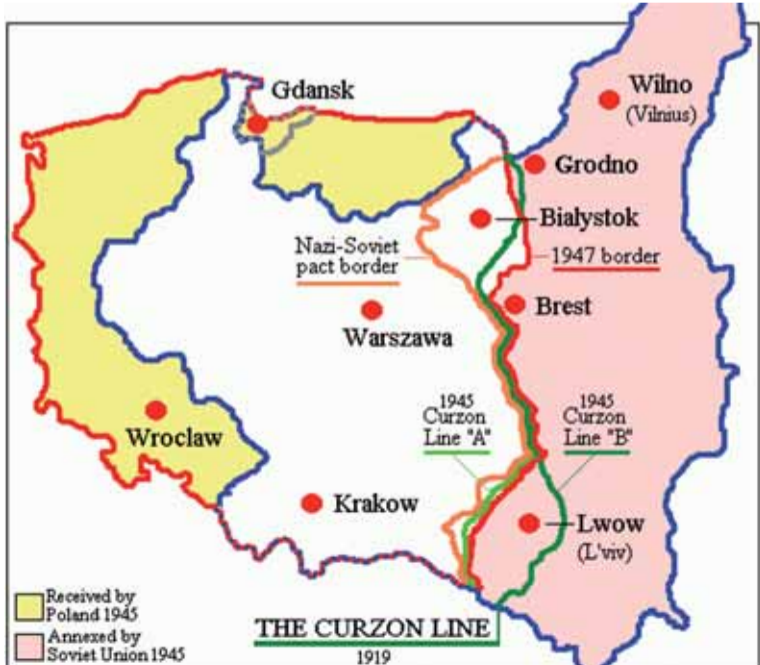 Wilno
(Vilnius)
Gdansk
Grodno
Bialystok
Nazi-Soviet
pact border
1947 border
Brest
Warszawa
1945
Curzon
Line "A"
1945
Curzon
Line "B"
Wroclaw
Krakow
Lwow
(L'viv)
Received by
Poland 1945
Annexed by
Soviet Union 1945
THE CURZON LINE
1919